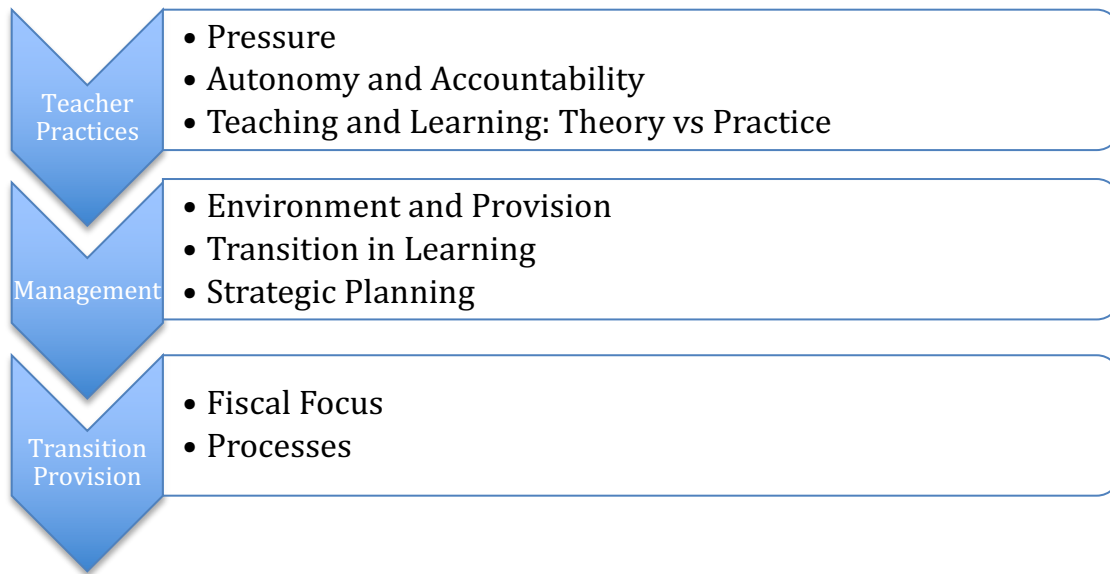 Teacher
Practices
• Pressure
• Autonomy and Accountability
• Teaching and Learning: Theory vs Practice
Management
• Environment and Provision
• Transition in Learning
• Strategic Planning
Transition
Provision
• Fiscal Focus
• Processes